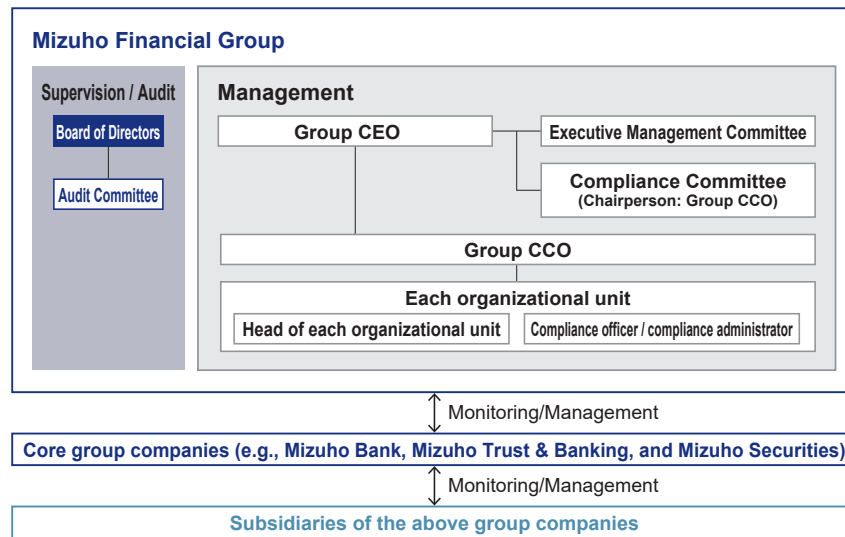 Mizuho Financial Group
Supervision / Audit
Board of Directors
Audit Committee
Management
Group CEO
Executive Management Committee
Compliance Committee
(Chairperson: Group CCO)
Group CCO
Each organizational unit
Head of each organizational unit
Compliance officer / compliance administrator
Monitoring/Management
Core group companies (e.g., Mizuho Bank, Mizuho Trust & Banking, and Mizuho Securities)
Monitoring/Management
Subsidiaries of the above group companies